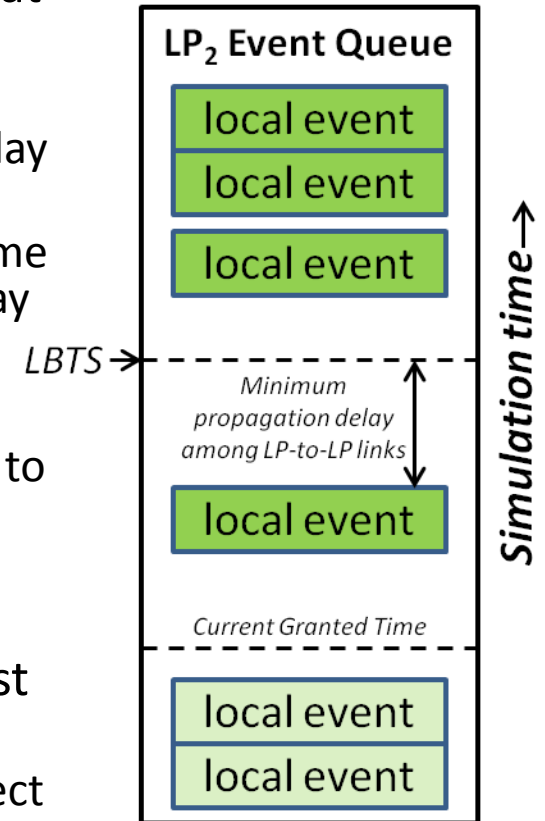 LP₂ Event Queue
local event
local event
local event
LBTS
Minimum
propagation delay
among LP-to-LP links
local event
Current Granted Time
local event
local event
Simulation time
to